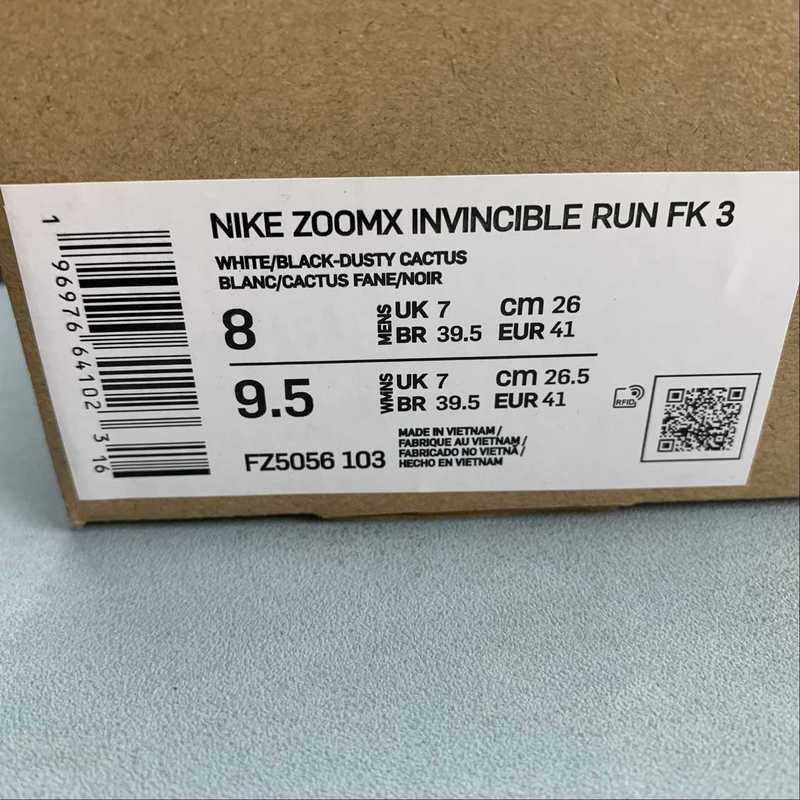 NIKE ZOOMX INVINCIBLE RUN FK 3
WHITE/BLACK-DUSTY CACTUS
BLANC/CACTUS FANE/NOIR
8 MENS UK 7 cm 26
BR 39.5 EUR 41
9.5 WMNS UK 7 cm 26.5
BR 39.5 EUR 41
RFID
FZ5056 103
MADE IN VIETNAM /
FABRIQUE AU VIETNAM /
FABRICADO NO VIETNÃ /
HECHO EN VIETNAM
1 96976 64102 3 16